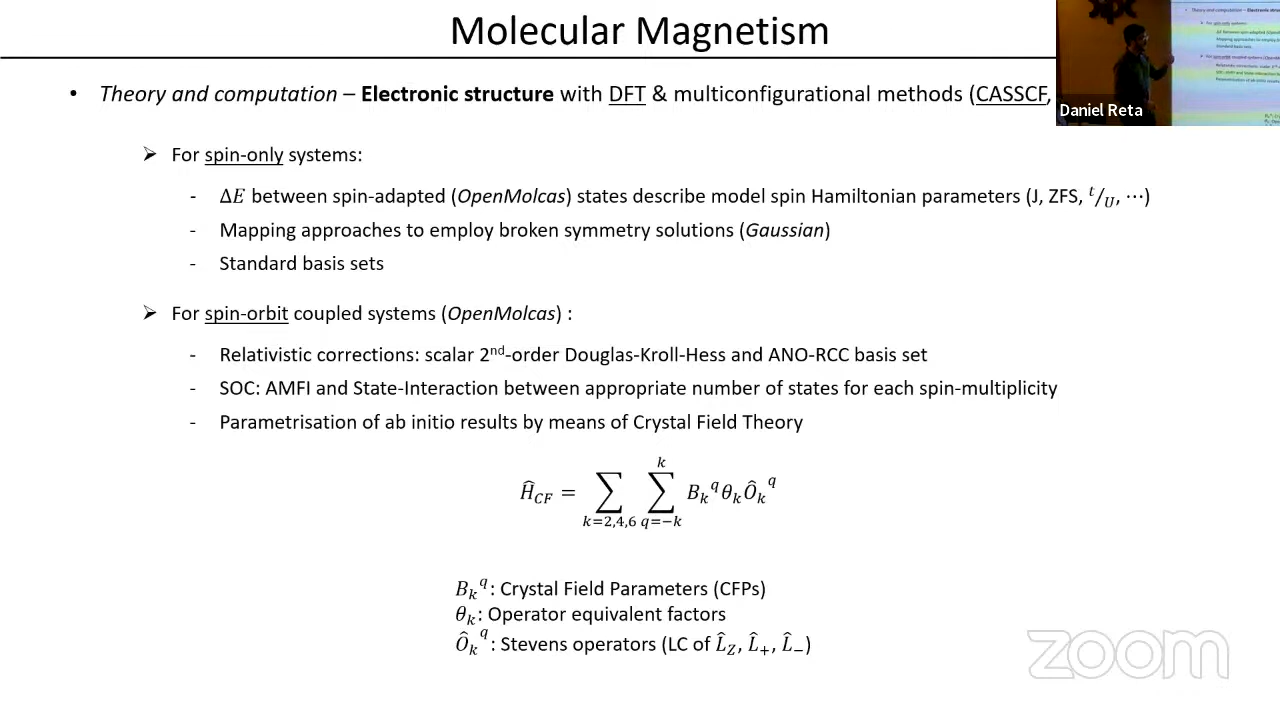 Molecular Magnetism
• Theory and computation – Electronic structure with DFT & multiconfigurational methods (CASSCF,
Daniel Reta
➢ For spin-only systems:
- ΔE between spin-adapted (OpenMolcas) states describe model spin Hamiltonian parameters (J, ZFS, t/U, ⋯)
- Mapping approaches to employ broken symmetry solutions (Gaussian)
- Standard basis sets
➢ For spin-orbit coupled systems (OpenMolcas) :
- Relativistic corrections: scalar 2nd-order Douglas-Kroll-Hess and ANO-RCC basis set
- SOC: AMFI and State-Interaction between appropriate number of states for each spin-multiplicity
- Parametrisation of ab initio results by means of Crystal Field Theory
Ĥ_CF = ∑_{k=2,4,6} ∑_{q=−k}^{k} B_k^q θ_k Ô_k^q
B_k^q: Crystal Field Parameters (CFPs)
θ_k: Operator equivalent factors
Ô_k^q: Stevens operators (LC of L̂_Z, L̂_+, L̂_−)
zoom